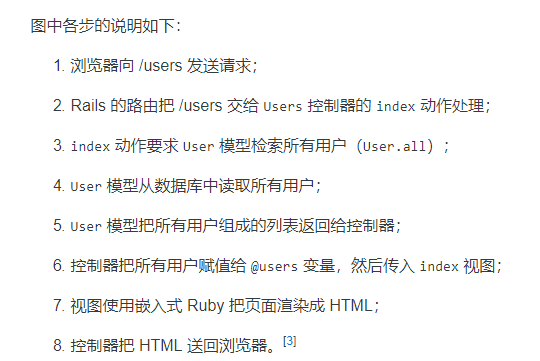 图中各步的说明如下：
1. 浏览器向 /users 发送请求；
2. Rails 的路由把 /users 交给 Users 控制器的 index 动作处理；
3. index 动作要求 User 模型检索所有用户（User.all）；
4. User 模型从数据库中读取所有用户；
5. User 模型把所有用户组成的列表返回给控制器；
6. 控制器把所有用户赋值给 @users 变量，然后传入 index 视图；
7. 视图使用嵌入式 Ruby 把页面渲染成 HTML；
8. 控制器把 HTML 送回浏览器。[3]